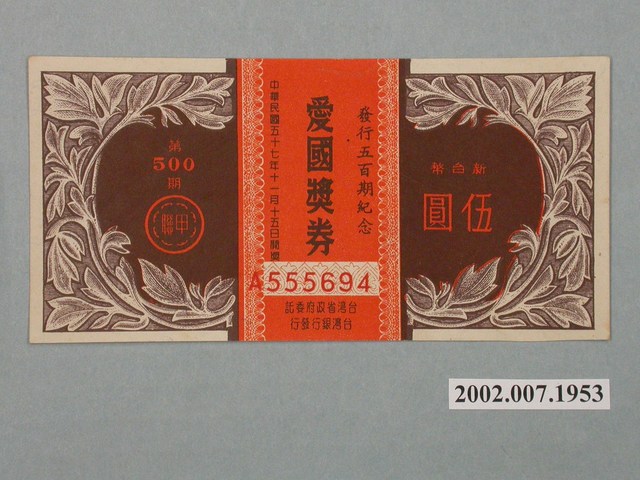 發行五百期紀念
愛國獎券
中華民國五十七年十一月十五日開獎
A555694
託委府政省灣台
行發行銀灣台
幣台新
圓伍
第
500
期
聯甲
2002.007.1953